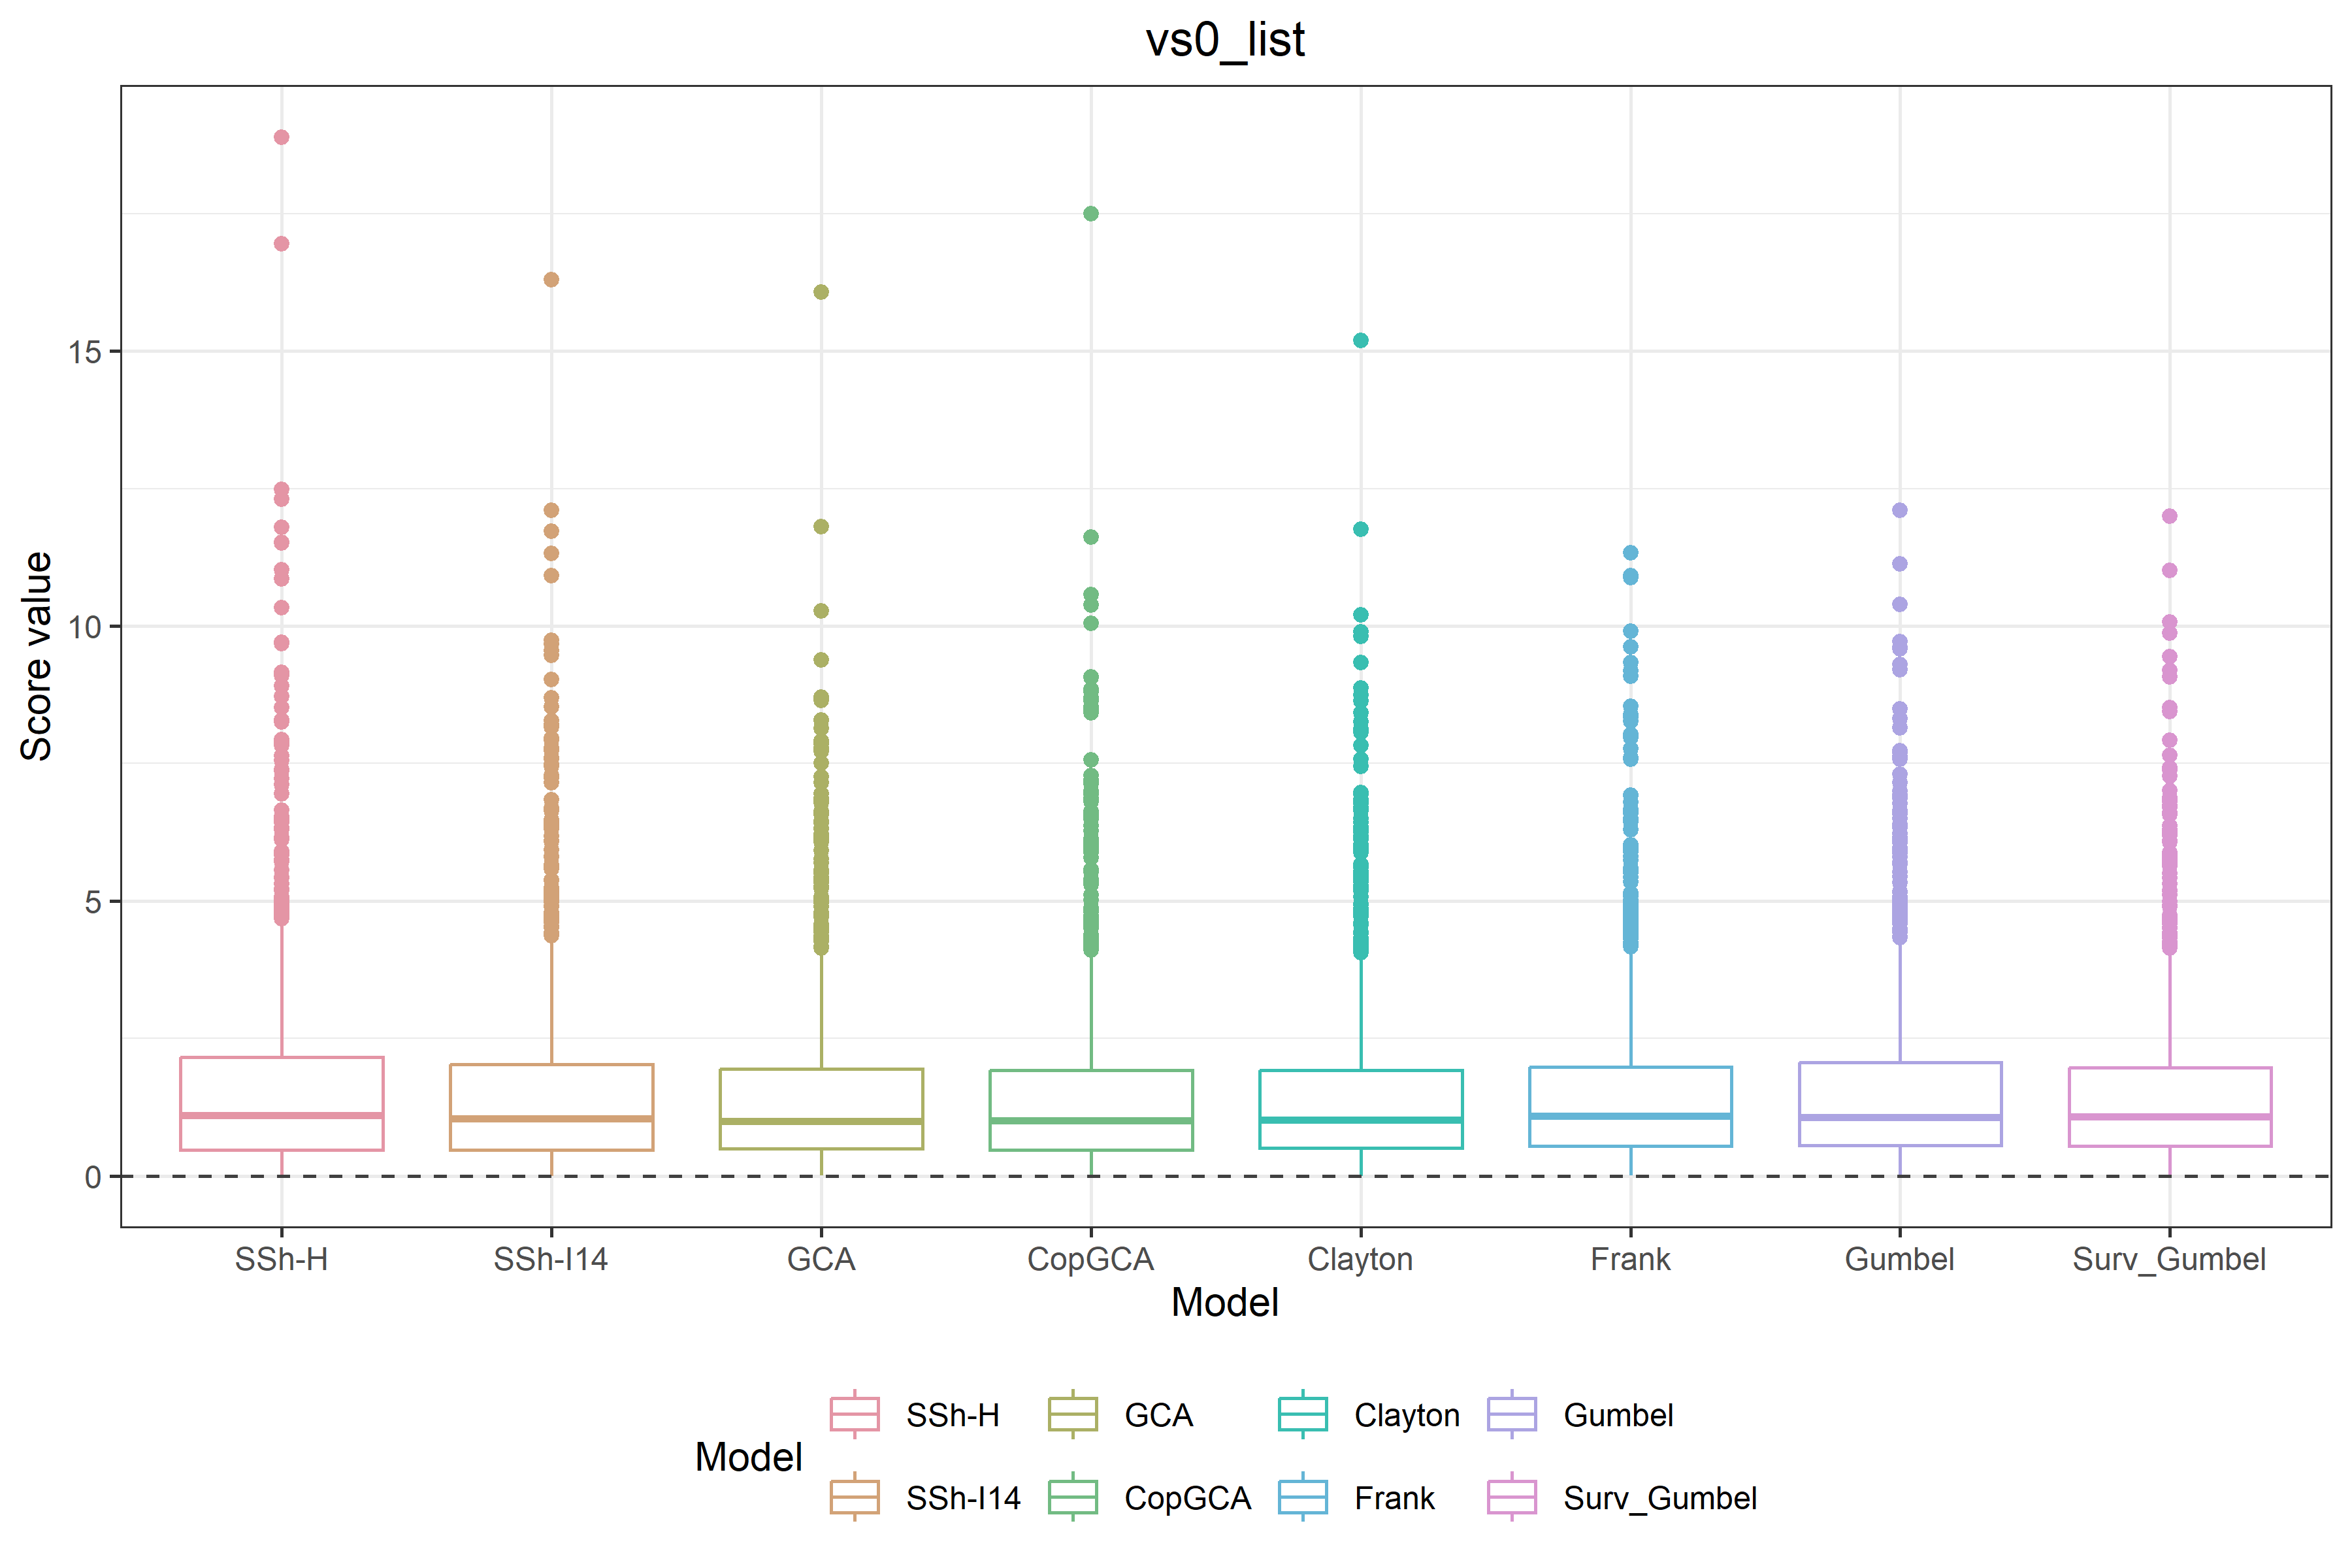 vs0_list
Score value
15
10
5
0
SSh-H SSh-I14 GCA CopGCA Clayton Frank Gumbel Surv_Gumbel
Model
Model
SSh-H GCA Clayton Gumbel
SSh-I14 CopGCA Frank Surv_Gumbel